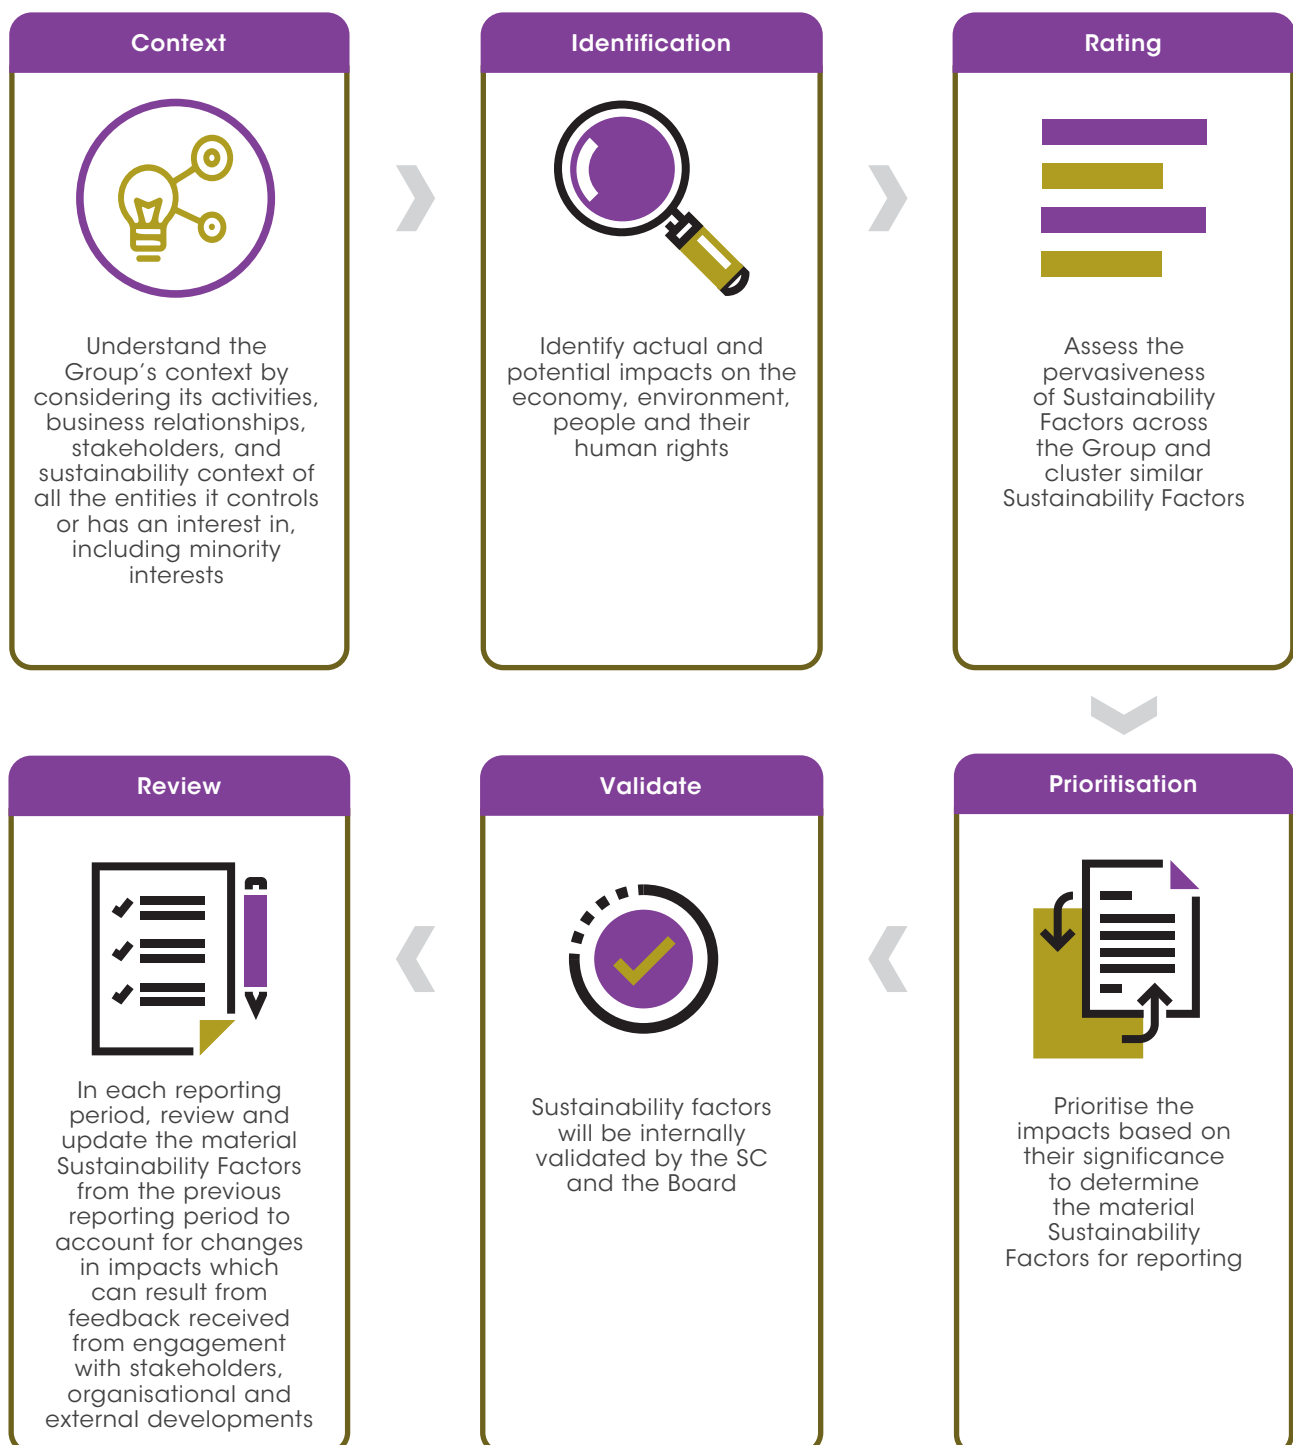 Context
Understand the
Group's context by
considering its activities,
business relationships,
stakeholders, and
sustainability context of
all the entities it controls
or has an interest in,
including minority
interests
Identification
Identify actual and
potential impacts on the
economy, environment,
people and their
human rights
Rating
Assess the
pervasiveness
of Sustainability
Factors across
the Group and
cluster similar
Sustainability Factors
Prioritisation
Prioritise the
impacts based on
their significance
to determine
the material
Sustainability
Factors for reporting
Validate
Sustainability factors
will be internally
validated by the SC
and the Board
Review
In each reporting
period, review and
update the material
Sustainability Factors
from the previous
reporting period to
account for changes
in impacts which
can result from
feedback received
from engagement
with stakeholders,
organisational and
external developments